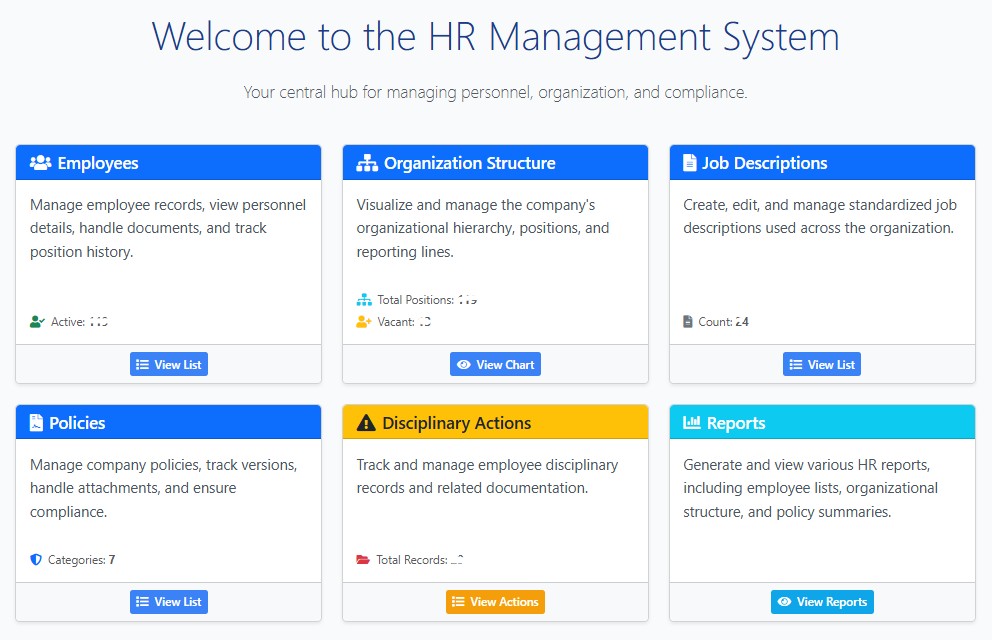 Welcome to the HR Management System
Your central hub for managing personnel, organization, and compliance.
Employees
Manage employee records, view personnel
details, handle documents, and track
position history.
Active:
View List
Organization Structure
Visualize and manage the company's
organizational hierarchy, positions, and
reporting lines.
Total Positions:
Vacant:
View Chart
Job Descriptions
Create, edit, and manage standardized job
descriptions used across the organization.
Count: 24
View List
Policies
Manage company policies, track versions,
handle attachments, and ensure
compliance.
Categories: 7
View List
Disciplinary Actions
Track and manage employee disciplinary
records and related documentation.
Total Records:
View Actions
Reports
Generate and view various HR reports,
including employee lists, organizational
structure, and policy summaries.
View Reports